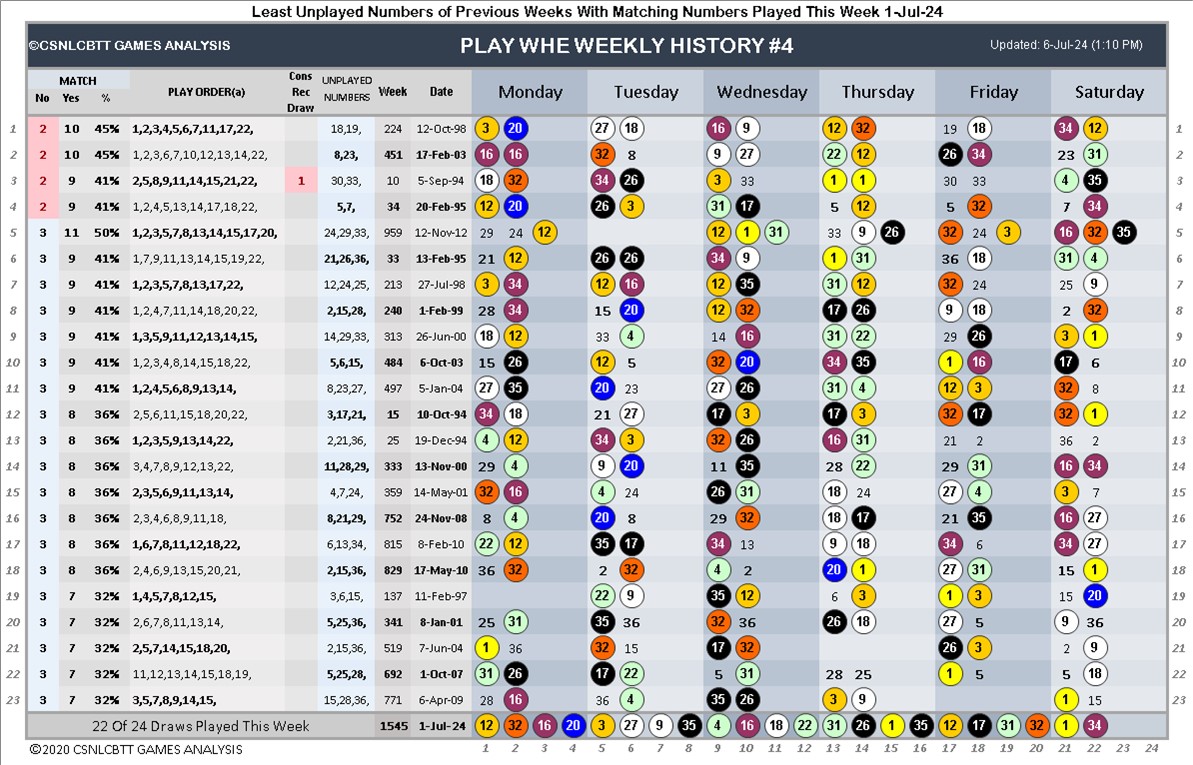 Least Unplayed Numbers of Previous Weeks With Matching Numbers Played This Week 1-Jul-24
©CSNLCBTT GAMES ANALYSIS PLAY WHE WEEKLY HISTORY #4 Updated: 6-Jul-24 (1:10 PM)
MATCH Cons UNPLAYED
No Yes % PLAY ORDER(a) Rec Draw NUMBERS Week Date Monday Tuesday Wednesday Thursday Friday Saturday
1 2 10 45% 1,2,3,4,5,6,7,11,17,22, 18,19, 224 12-Oct-98 3 20 27 18 16 9 12 32 19 18 34 12 1
2 2 10 45% 1,2,3,6,7,10,12,13,14,22, 8,23, 451 17-Feb-03 16 16 32 8 9 27 22 12 26 34 23 31 2
3 2 9 41% 2,5,8,9,11,14,15,21,22, 1 30,33, 10 5-Sep-94 18 32 34 26 3 33 1 1 30 33 4 35 3
4 2 9 41% 1,2,4,5,13,14,17,18,22, 5,7, 34 20-Feb-95 12 20 26 3 31 17 5 12 5 32 7 34 4
5 3 11 50% 1,2,3,5,7,8,13,14,15,17,20, 24,29,33, 959 12-Nov-12 29 24 12 12 1 31 33 9 26 32 24 3 16 32 35 5
6 3 9 41% 1,7,9,11,13,14,15,19,22, 21,26,36, 33 13-Feb-95 21 12 26 26 34 9 1 31 36 18 31 4 6
7 3 9 41% 1,2,3,5,7,8,13,17,22, 12,24,25, 213 27-Jul-98 3 34 12 16 12 35 31 12 32 24 25 9 7
8 3 9 41% 1,2,4,7,11,14,18,20,22, 2,15,28, 240 1-Feb-99 28 34 15 20 12 32 17 26 9 18 2 32 8
9 3 9 41% 1,3,5,9,11,12,13,14,15, 14,29,33, 313 26-Jun-00 18 12 33 4 14 16 31 22 29 26 3 1 9
10 3 9 41% 1,2,3,4,8,14,15,18,22, 5,6,15, 484 6-Oct-03 15 26 12 5 32 20 34 35 1 16 17 6 10
11 3 9 41% 1,2,4,5,6,8,9,13,14, 8,23,27, 497 5-Jan-04 27 35 20 23 27 26 31 4 12 3 32 8 11
12 3 8 36% 2,5,6,11,15,18,20,22, 3,17,21, 15 10-Oct-94 34 18 21 27 17 3 17 3 32 17 32 1 12
13 3 8 36% 1,2,3,5,9,13,14,22, 2,21,36, 25 19-Dec-94 4 12 34 3 32 26 16 31 21 2 36 2 13
14 3 8 36% 3,4,7,8,9,12,13,22, 11,28,29, 333 13-Nov-00 29 4 9 20 11 35 28 22 29 31 16 34 14
15 3 8 36% 2,3,5,6,9,11,13,14, 4,7,24, 359 14-May-01 32 16 4 24 26 31 18 24 27 4 3 7 15
16 3 8 36% 2,3,4,6,8,9,11,18, 8,21,29, 752 24-Nov-08 8 4 20 8 29 32 18 17 21 35 16 27 16
17 3 8 36% 1,6,7,8,11,12,18,22, 6,13,34, 815 8-Feb-10 22 12 35 17 34 13 9 18 34 6 34 27 17
18 3 8 36% 2,4,6,9,13,15,20,21, 2,15,36, 829 17-May-10 36 32 2 32 4 2 20 1 27 31 15 1 18
19 3 7 32% 1,4,5,7,8,12,15, 3,6,15, 137 11-Feb-97 22 9 35 12 6 3 1 3 15 20 19
20 3 7 32% 2,6,7,8,11,13,14, 5,25,36, 341 8-Jan-01 25 31 35 36 32 36 26 18 27 5 9 36 20
21 3 7 32% 2,5,7,14,15,18,20, 2,15,36, 519 7-Jun-04 1 36 32 15 17 32 26 3 2 9 21
22 3 7 32% 11,12,13,14,15,18,19, 5,25,28, 692 1-Oct-07 31 26 17 22 5 31 28 25 1 5 5 18 22
23 3 7 32% 3,5,7,8,9,14,15, 15,28,36, 771 6-Apr-09 28 16 36 4 35 26 3 9 1 15 23
22 Of 24 Draws Played This Week 1545 1-Jul-24 12 32 16 20 3 27 9 35 4 16 18 22 31 26 1 35 12 17 31 32 1 34
©2020 CSNLCBTT GAMES ANALYSIS 1 2 3 4 5 6 7 8 9 10 11 12 13 14 15 16 17 18 19 20 21 22 23 24